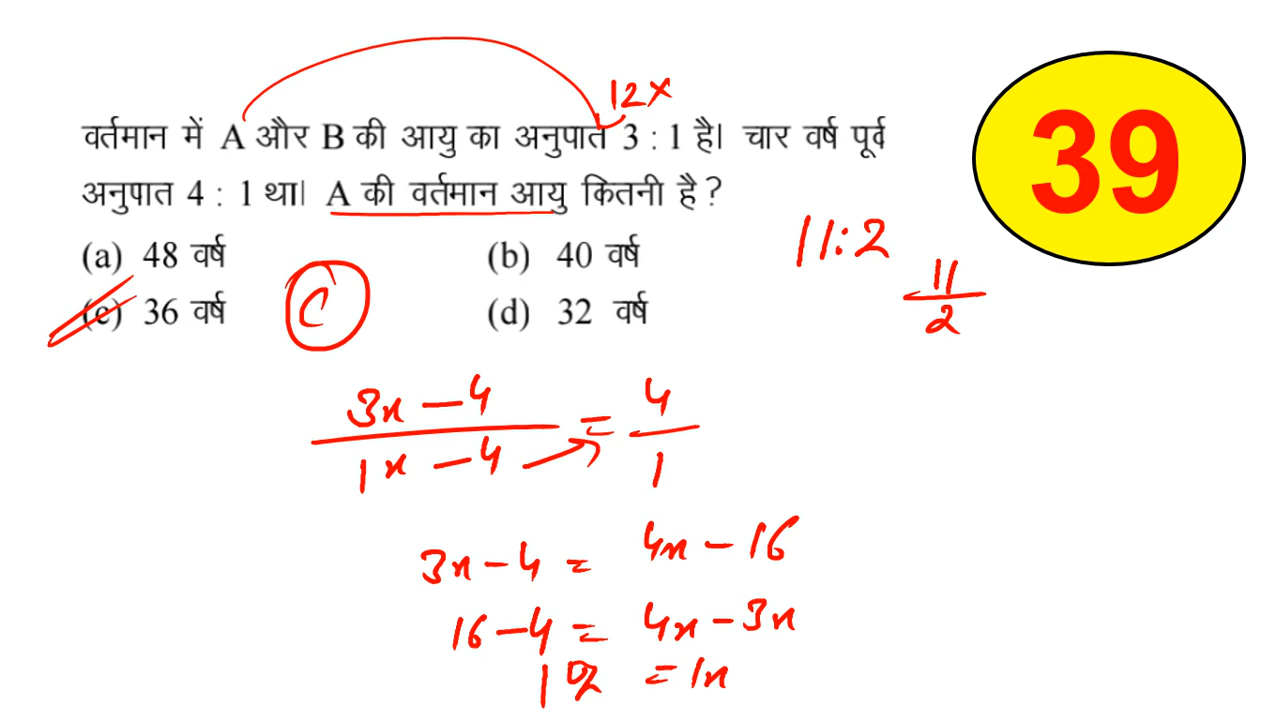 12x
वर्तमान में A और B की आयु का अनुपात 3 : 1 है। चार वर्ष पूर्व
अनुपात 4 : 1 था। A की वर्तमान आयु कितनी है ?
39
(a) 48 वर्ष (b) 40 वर्ष
(c) 36 वर्ष (d) 32 वर्ष
C
11:2
11
2
3x - 4 = 4
1x - 4 1
3x - 4 = 4x - 16
16 - 4 = 4x - 3x
12 = 1x